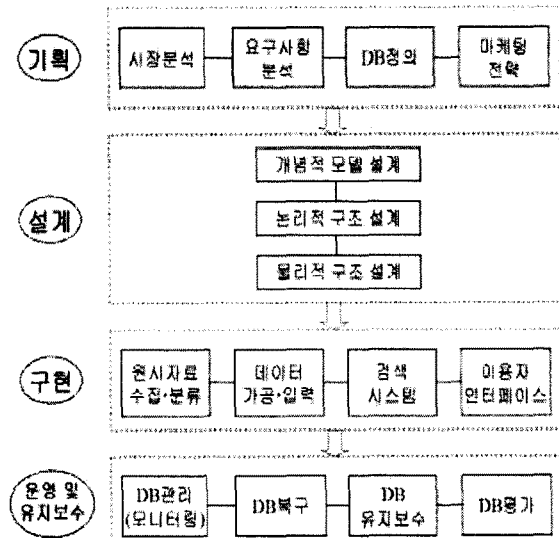 기획
시장분석
요구사항
분석
DB정의
마케팅
전략
설계
개념적 모델 설계
논리적 구조 설계
물리적 구조 설계
구현
원시자료
수집·분류
데이터
가공·입력
검색
시스템
이용자
인터페이스
운영 및
유지보수
DB관리
(모니터링)
DB복구
DB
유지보수
DB평가